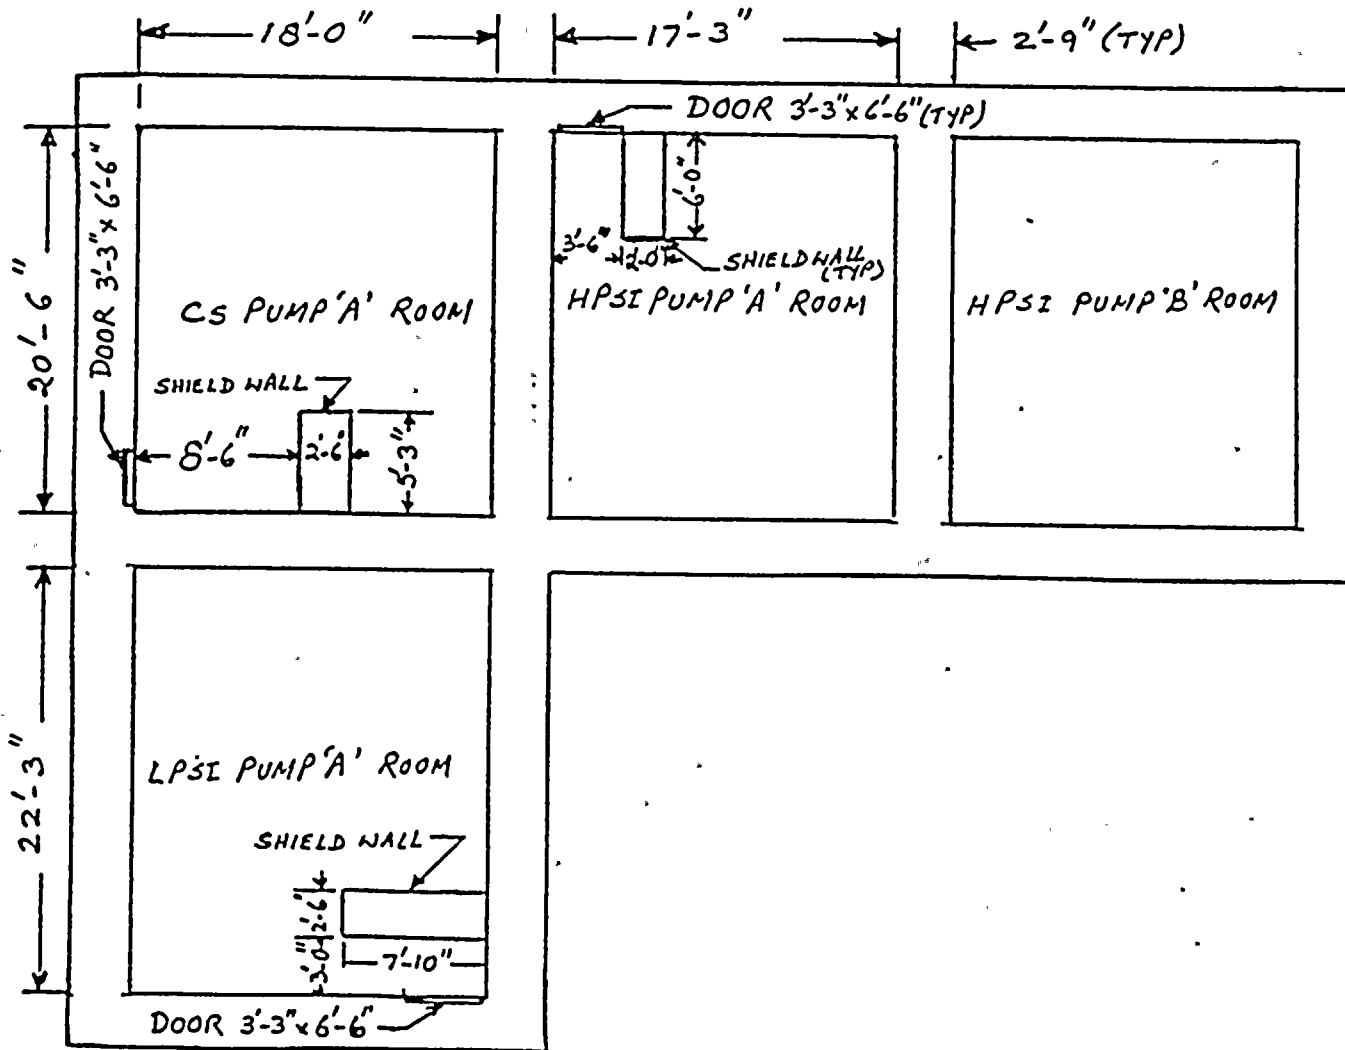 18'-0"
17'-3"
2'-9" (TYP)
DOOR 3'-3" x 6'-6" (TYP)
DOOR 3'-3" x 6'-6"
20'-6"
6'-0"
3'-6"
2'-0"
SHIELD WALL
(TYP)
CS PUMP 'A' ROOM
HPSI PUMP 'A' ROOM
HPSI PUMP 'B' ROOM
SHIELD WALL
8'-6"
2'-6"
5'-3"
22'-3"
LPSI PUMP 'A' ROOM
SHIELD WALL
2'-6"
3'-0"
7'-10"
DOOR 3'-3" x 6'-6"